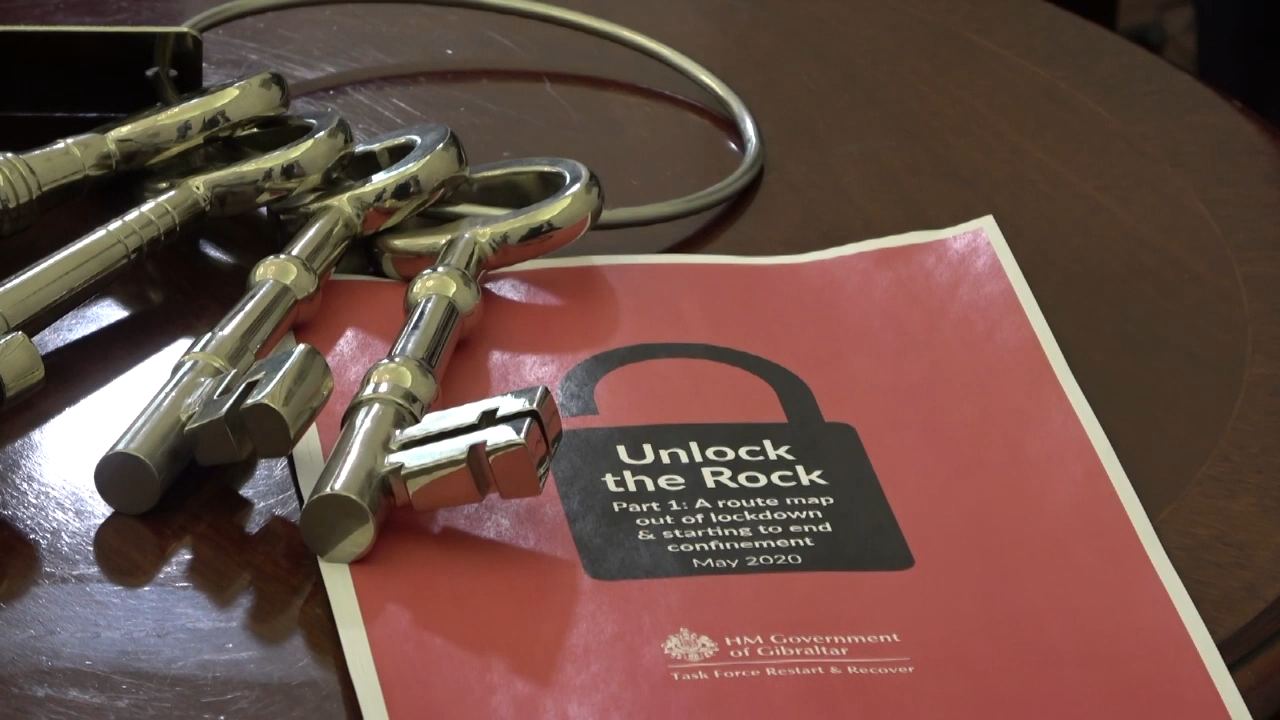 Unlock
the Rock
Part 1: A route map
out of lockdown
& starting to end
confinement
May 2020
HM Government
of Gibraltar
Task Force Restart & Recover